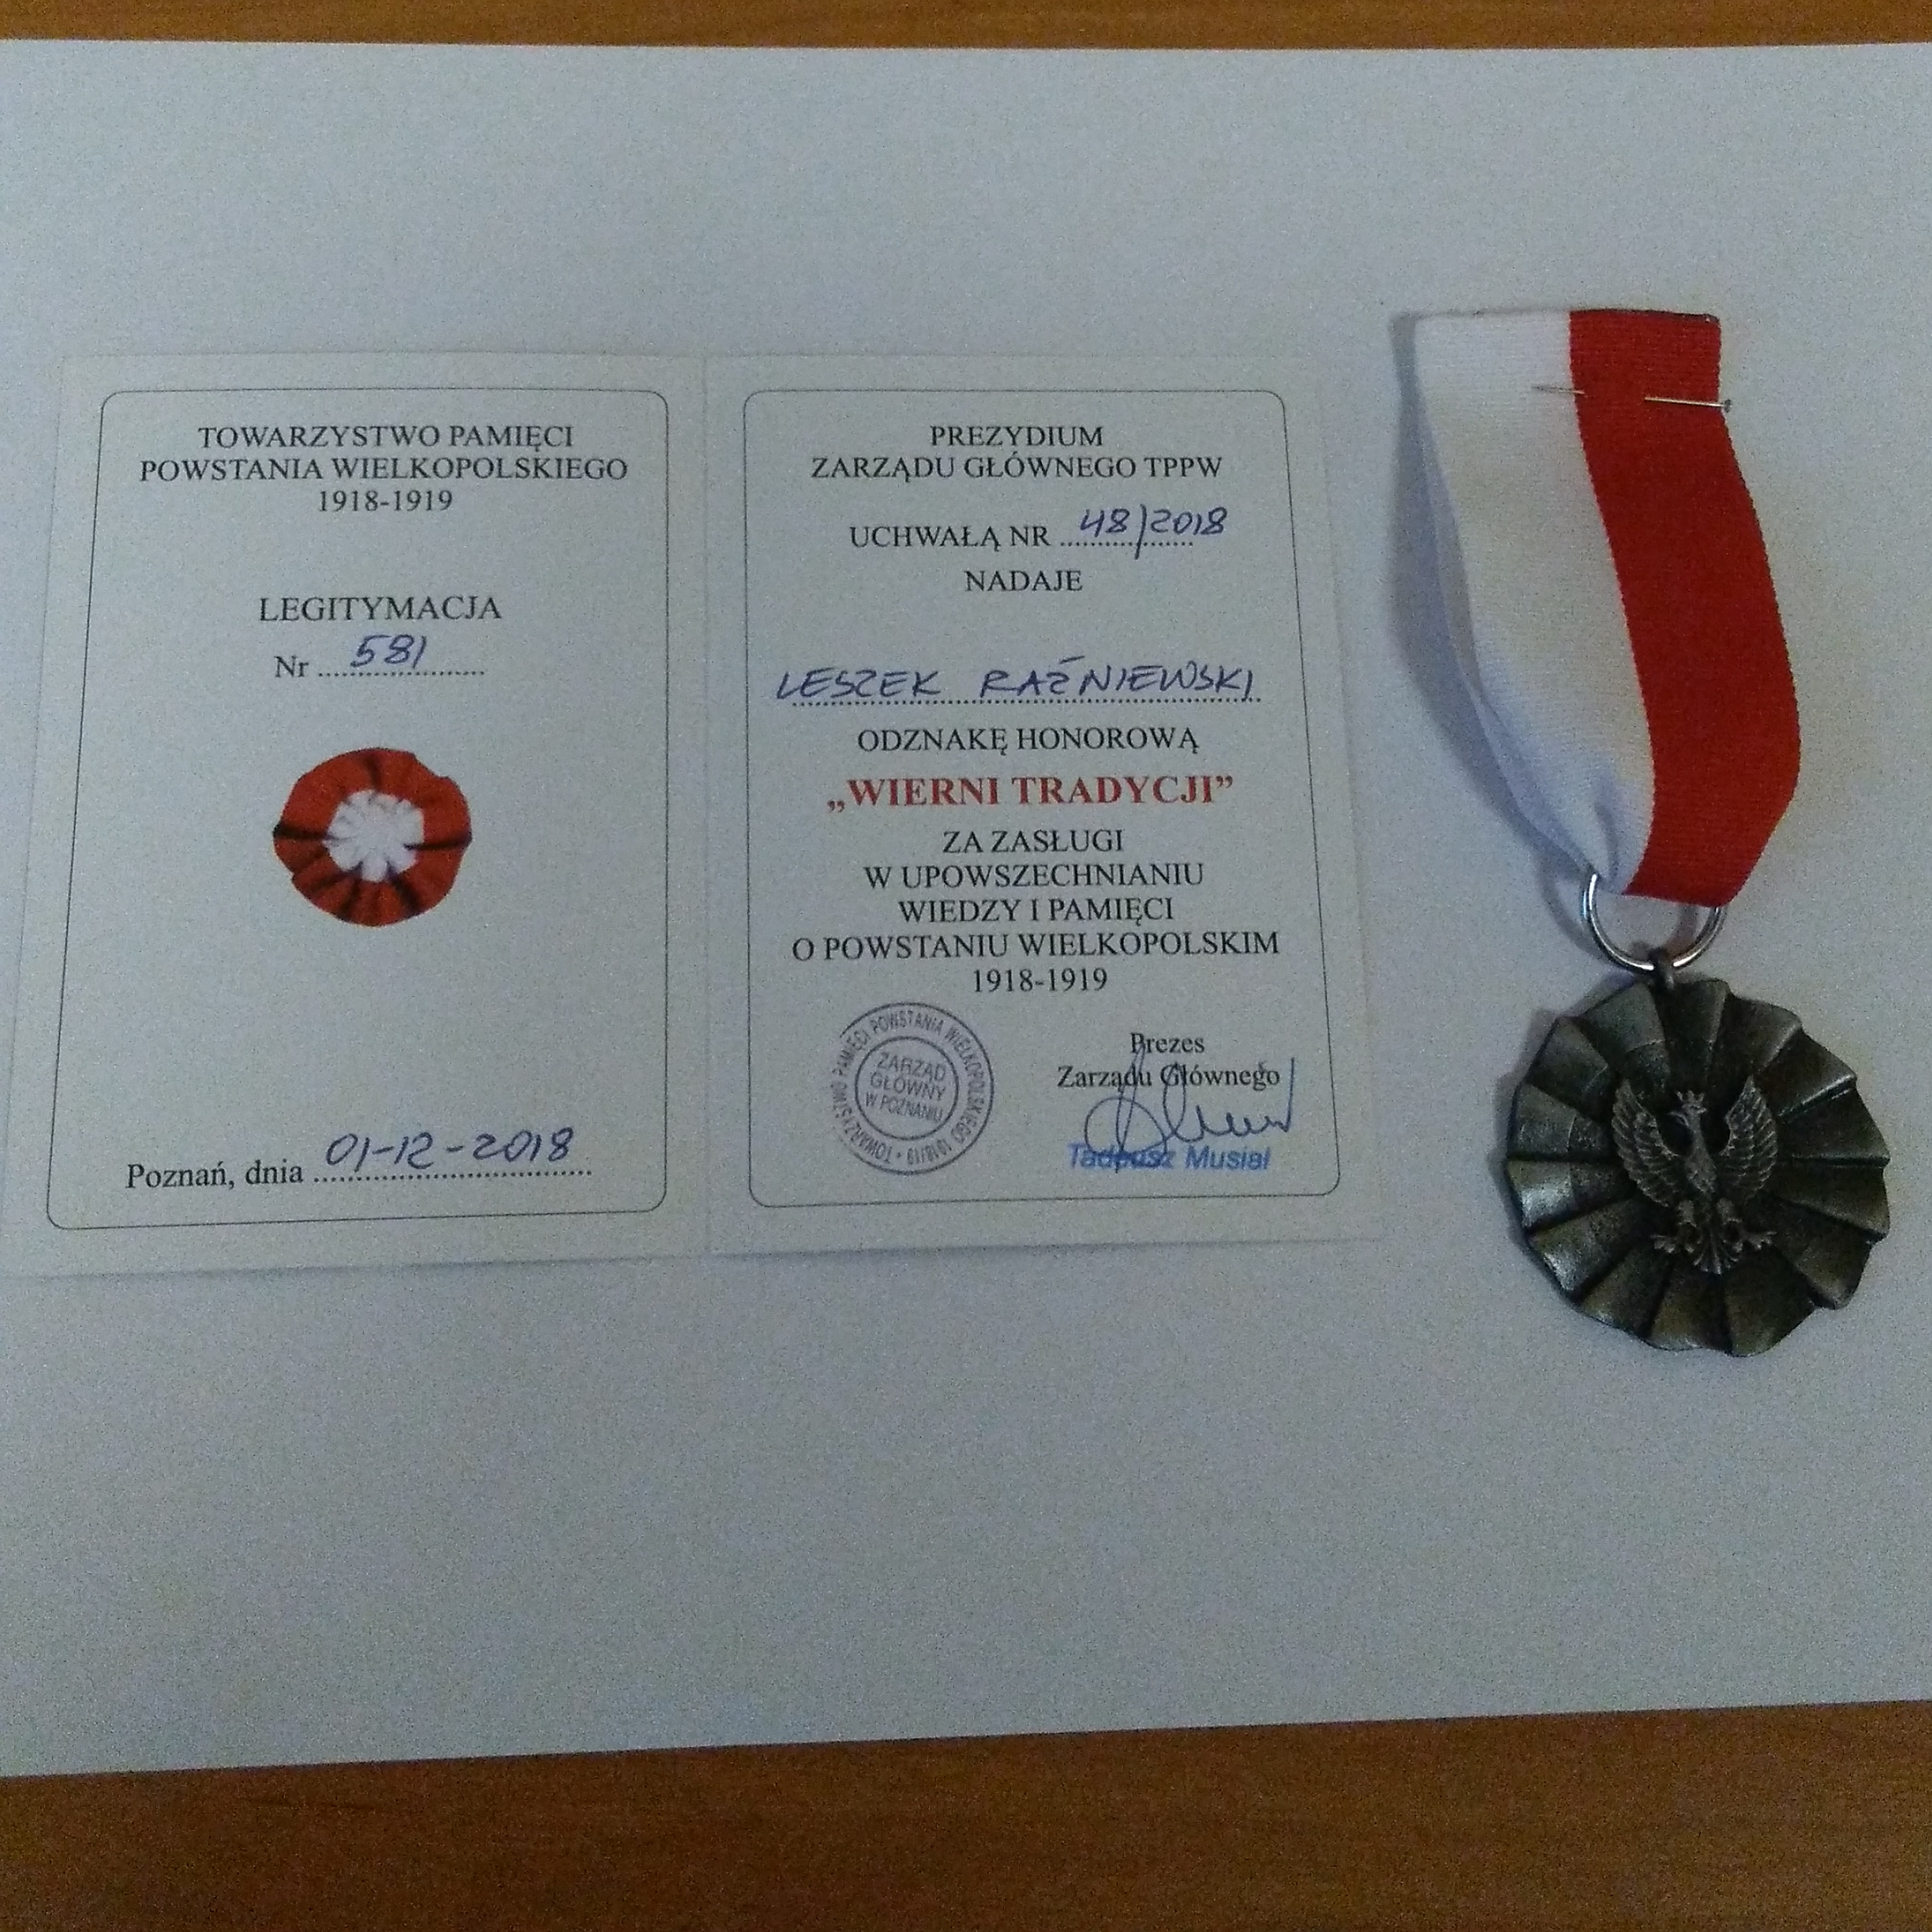 TOWARZYSTWO PAMIĘCI
POWSTANIA WIELKOPOLSKIEGO
1918-1919
LEGITYMACJA
Nr 581
Poznań, dnia 01-12-2018
PREZYDIUM
ZARZĄDU GŁÓWNEGO TPPW
UCHWAŁĄ NR 48/2018
NADAJE
LESZEK RAŹNIEWSKI
ODZNAKĘ HONOROWĄ
„WIERNI TRADYCJI”
ZA ZASŁUGI
W UPOWSZECHNIANIU
WIEDZY I PAMIĘCI
O POWSTANIU WIELKOPOLSKIM
1918-1919
TOWARZYSTWO PAMIĘCI POWSTANIA WIELKOPOLSKIEGO 1918/19 •
ZARZĄD
GŁÓWNY
W POZNANIU
Prezes
Zarządu Głównego
Tadeusz Musiał